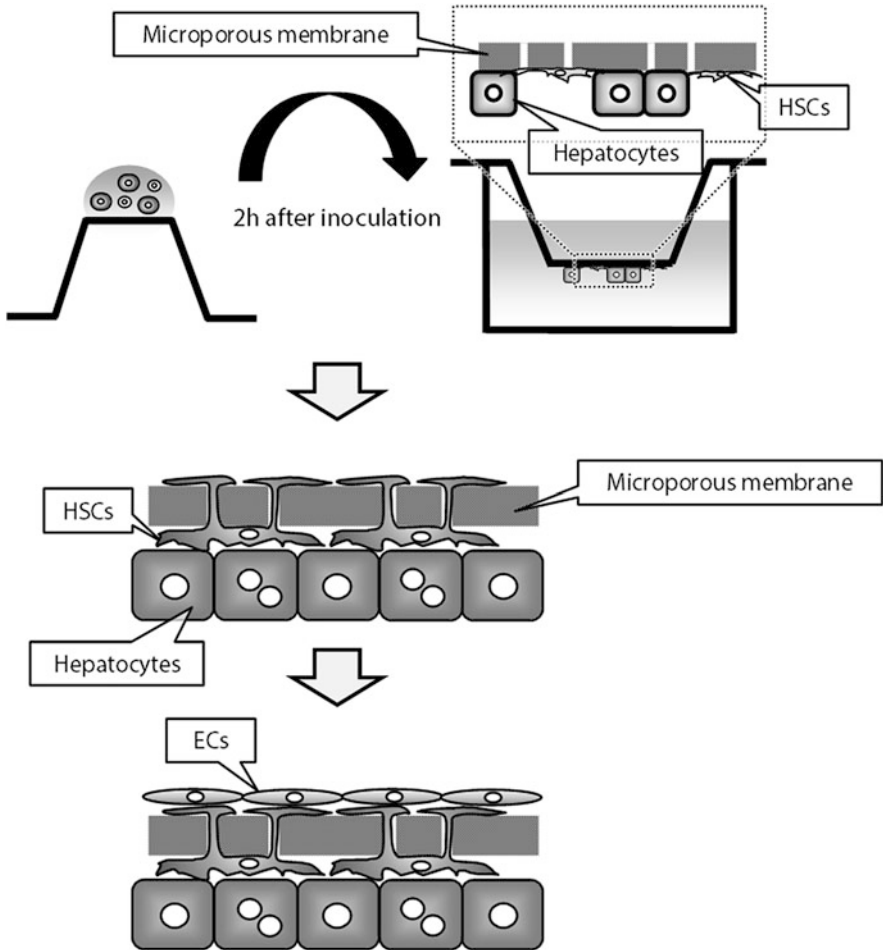 Microporous membrane
HSCs
Hepatocytes
2h after inoculation
Microporous membrane
HSCs
Hepatocytes
ECs